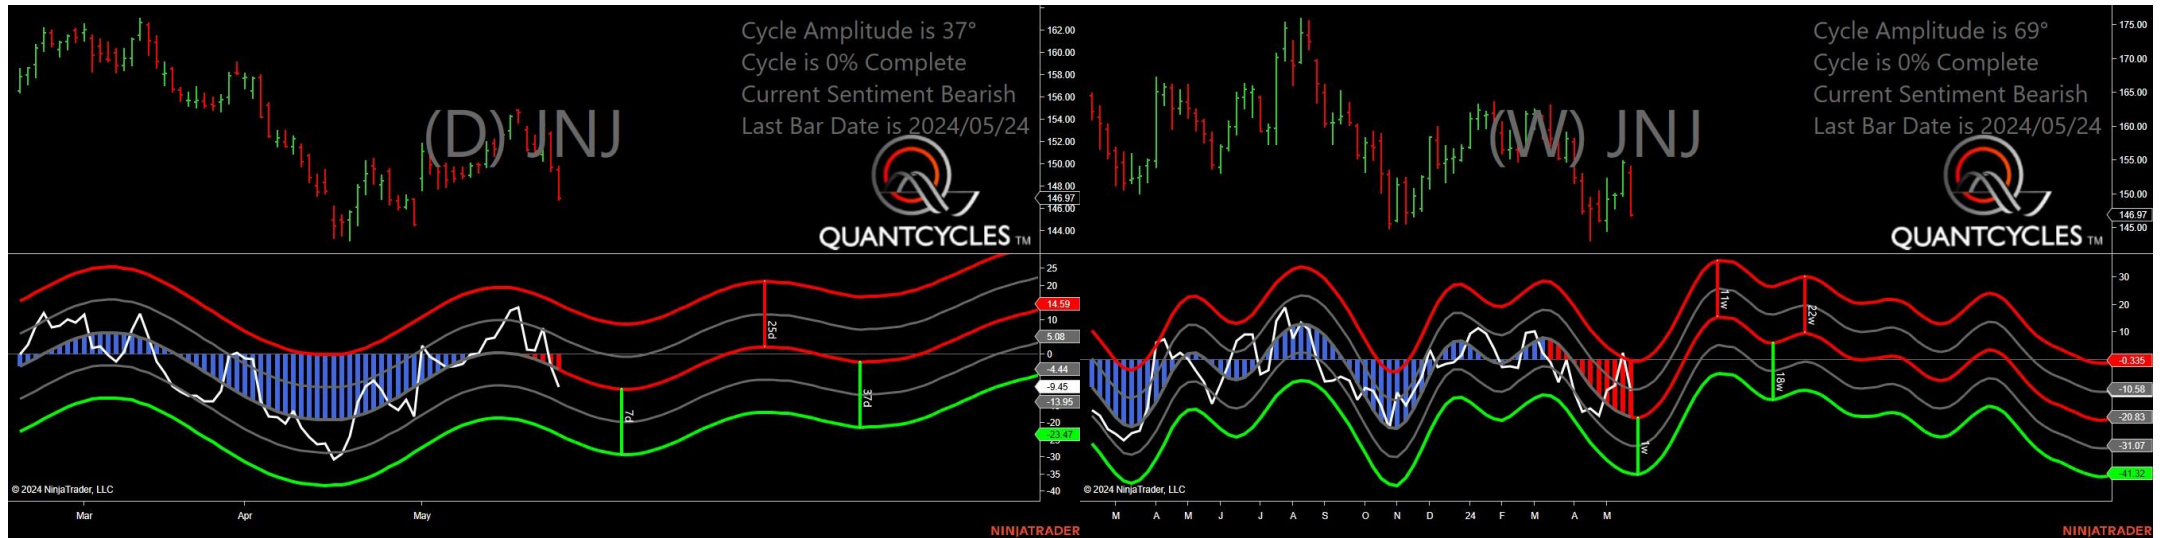 Cycle Amplitude is 37°
Cycle is 0% Complete
Current Sentiment Bearish
Last Bar Date is 2024/05/24
(D) JNJ
QUANTCYCLES TM
162.00
160.00
158.00
156.00
154.00
152.00
150.00
148.00
146.97
146.00
144.00
25
20
14.59
10
5.08
0
-4.44
-9.45
-13.95
-20
-23.47
-30
-35
-40
7d
25d
37d
© 2024 NinjaTrader, LLC
Mar
Apr
May
NINJATRADER
Cycle Amplitude is 69°
Cycle is 0% Complete
Current Sentiment Bearish
Last Bar Date is 2024/05/24
(W) JNJ
QUANTCYCLES TM
175.00
170.00
165.00
160.00
155.00
150.00
146.97
145.00
30
20
10
-0.335
-10.58
-20.83
-31.07
-41.32
1w
11w
18w
22w
© 2024 NinjaTrader, LLC
M A M J J A S O N D 24 F M A M
NINJATRADER